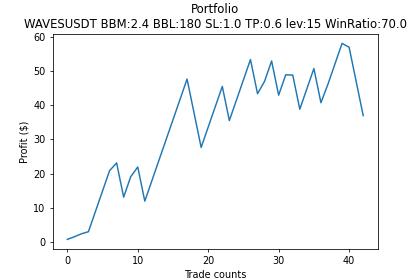 Portfolio
WAVESUSDT BBM:2.4 BBL:180 SL:1.0 TP:0.6 lev:15 WinRatio:70.0
60
50
40
30
20
10
0
Profit ($)
0 10 20 30 40
Trade counts